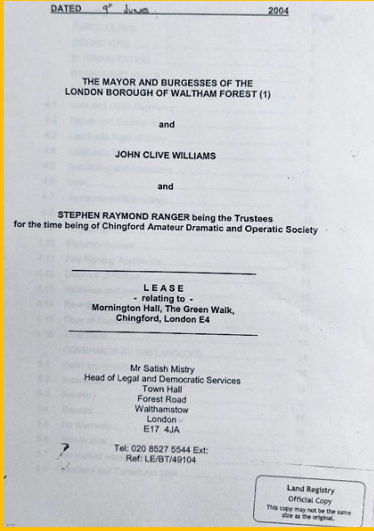 DATED 9th June 2004
THE MAYOR AND BURGESSES OF THE
LONDON BOROUGH OF WALTHAM FOREST (1)
and
JOHN CLIVE WILLIAMS
and
STEPHEN RAYMOND RANGER being the Trustees
for the time being of Chingford Amateur Dramatic and Operatic Society
LEASE
- relating to -
Mornington Hall, The Green Walk,
Chingford, London E4
Mr Satish Mistry
Head of Legal and Democratic Services
Town Hall
Forest Road
Walthamstow
London
E17 4JA
Tel: 020 8527 5544 Ext:
Ref: LE/BT/49104
Land Registry
Official Copy
This copy may not be the same
size as the original.